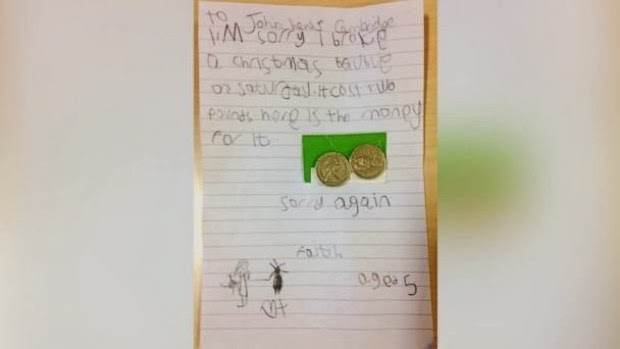 to John Lewis Cambridge
I'M sorry I broke
a christmas bauble
on saturday. It cost two
pounds here is the money
for it
sorry again
Faith
aged 5